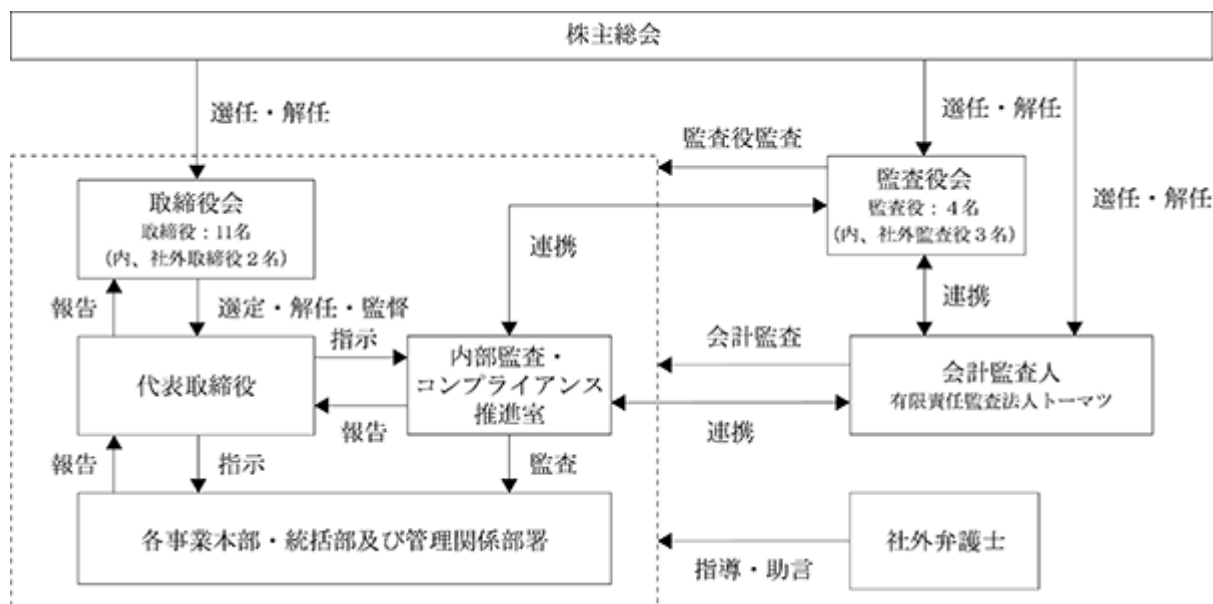 株主総会
選任・解任
選任・解任
選任・解任
監査役監査
取締役会
取締役：11名
(内、社外取締役２名)
監査役会
監査役：４名
(内、社外監査役３名)
連携
報告
選定・解任・監督
連携
指示
会計監査
代表取締役
内部監査・
コンプライアンス
推進室
会計監査人
有限責任監査法人トーマツ
報告
連携
報告
指示
監査
各事業本部・統括部及び管理関係部署
社外弁護士
指導・助言